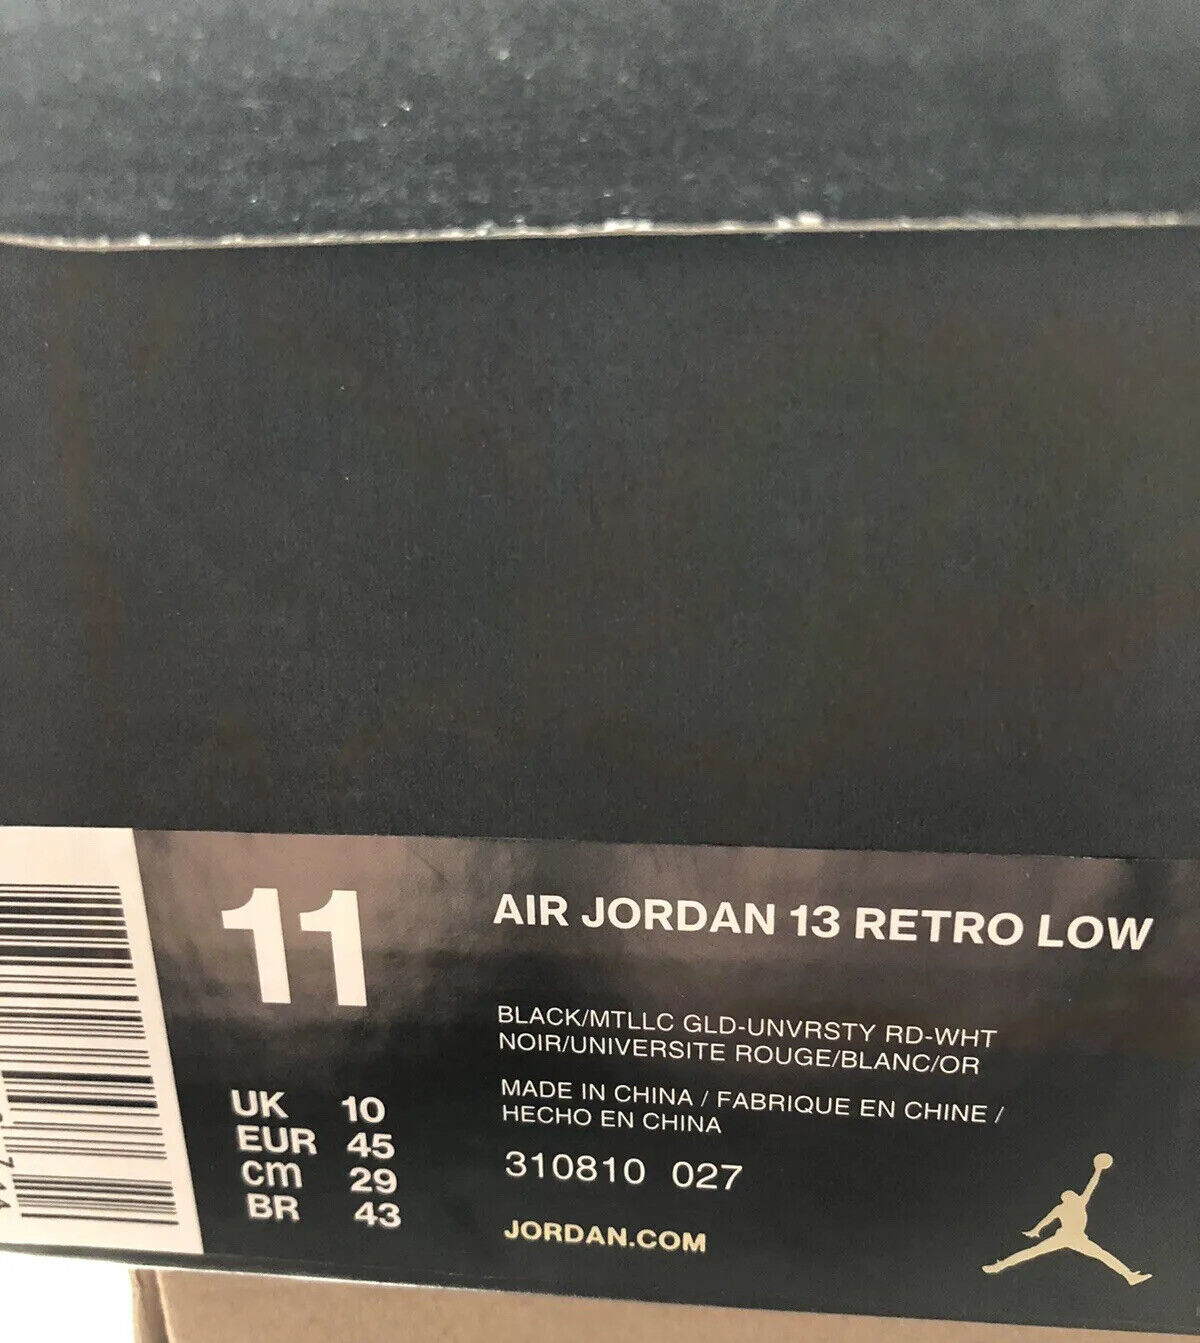 11
AIR JORDAN 13 RETRO LOW
BLACK/MTLLC GLD-UNVRSTY RD-WHT
NOIR/UNIVERSITE ROUGE/BLANC/OR
MADE IN CHINA / FABRIQUE EN CHINE /
HECHO EN CHINA
UK 10
EUR 45
cm 29
BR 43
310810 027
JORDAN.COM